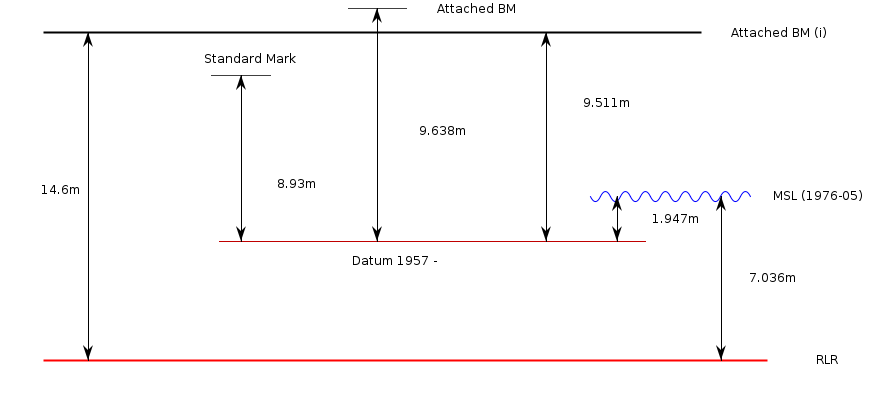 Attached BM
Attached BM (i)
Standard Mark
9.511m
9.638m
8.93m
14.6m
MSL (1976-05)
1.947m
Datum 1957 -
7.036m
RLR